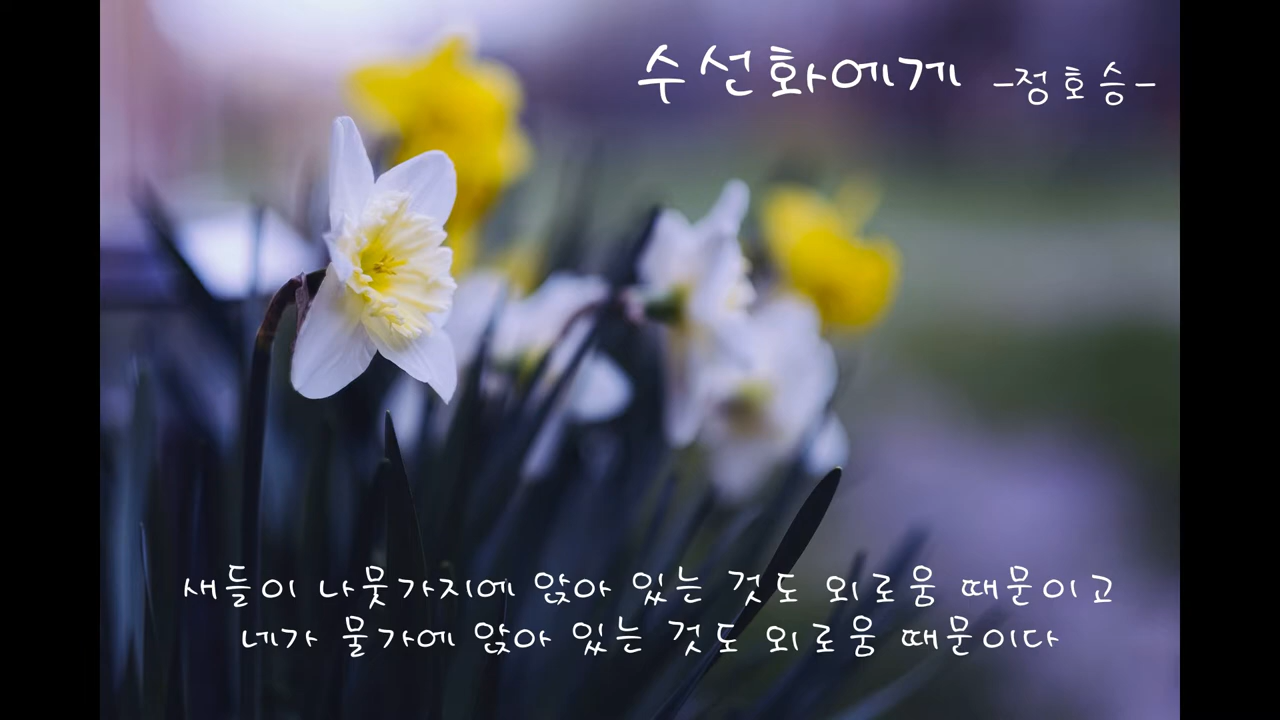 수선화에게 -정호승-
새들이 나뭇가지에 앉아 있는 것도 외로움 때문이고
네가 물가에 앉아 있는 것도 외로움 때문이다